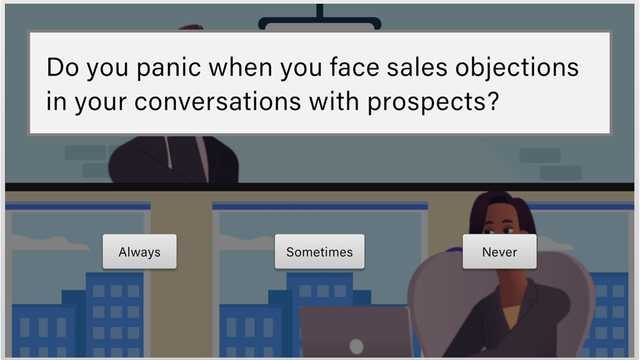 Do you panic when you face sales objections
in your conversations with prospects?
Always
Sometimes
Never